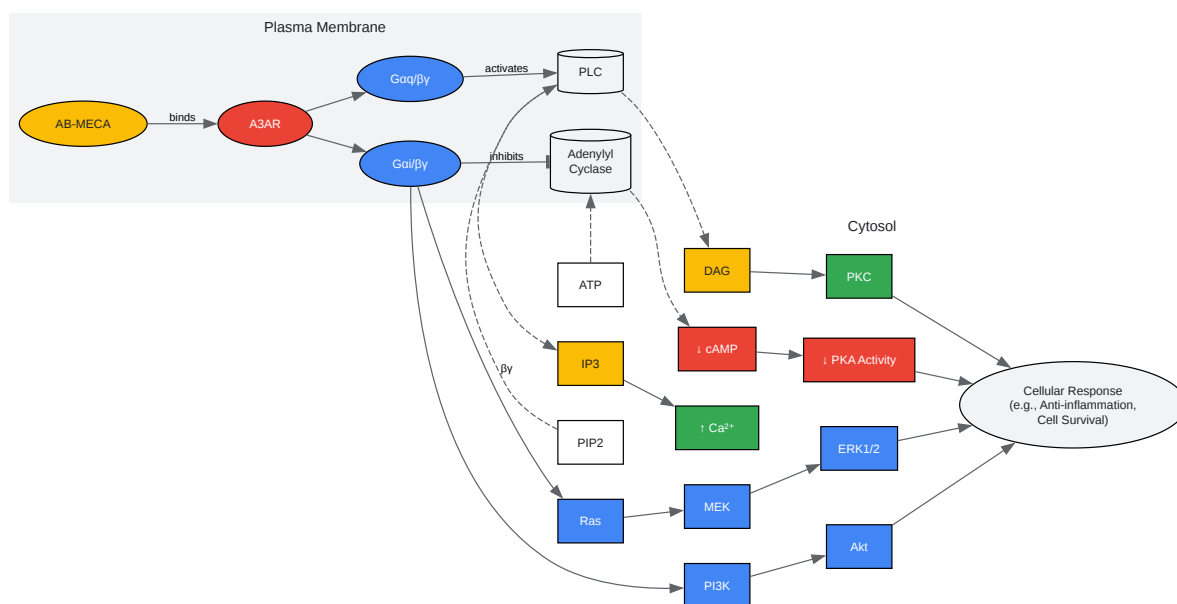 Plasma Membrane
Gαq/βγ
activates
PLC
AB-MECA
binds
A3AR
Gαi/βγ
inhibits
Adenylyl
Cyclase
Cytosol
DAG
PKC
ATP
↓ cAMP
↓ PKA Activity
IP3
βγ
Cellular Response
(e.g., Anti-inflammation,
Cell Survival)
↑ Ca²⁺
PIP2
ERK1/2
MEK
Ras
Akt
PI3K